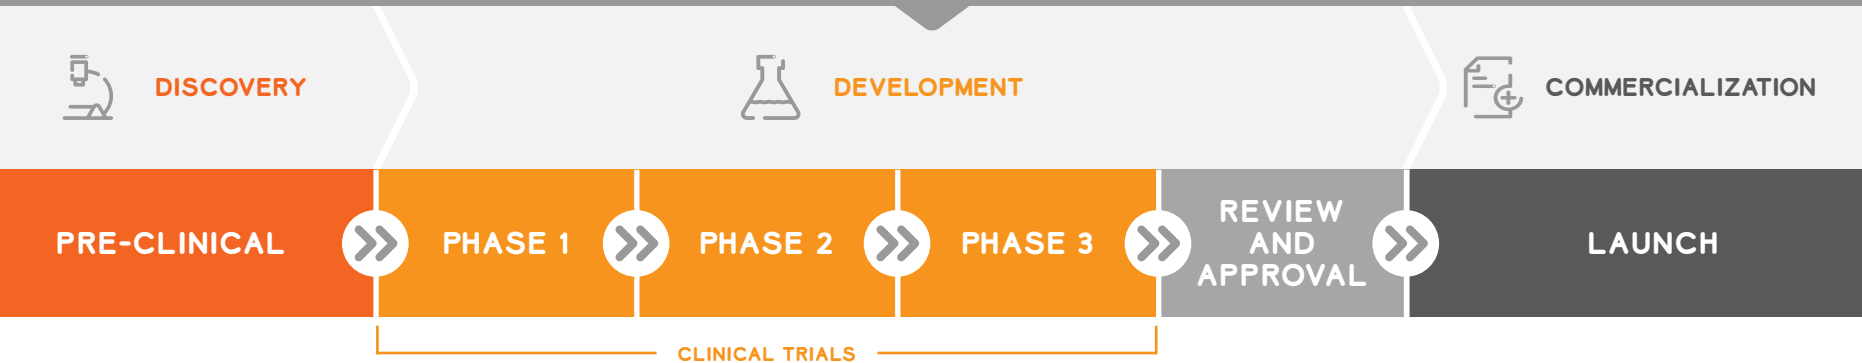 DISCOVERY
DEVELOPMENT
COMMERCIALIZATION
PRE-CLINICAL
PHASE 1
PHASE 2
PHASE 3
REVIEW
AND
APPROVAL
LAUNCH
CLINICAL TRIALS